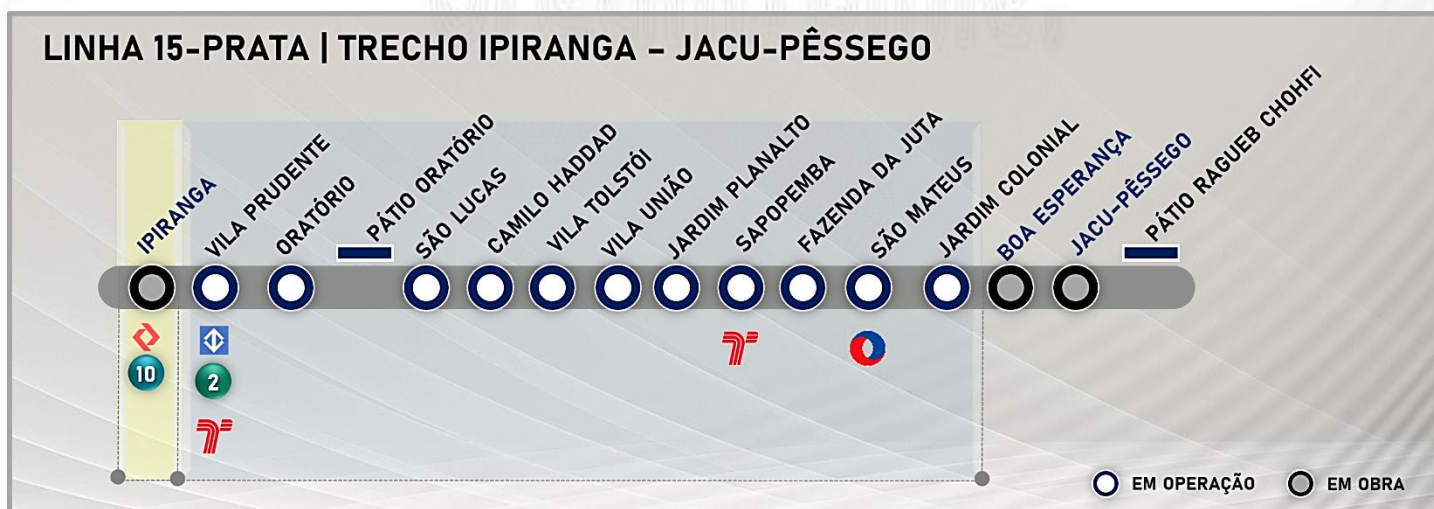 LINHA 15-PRATA | TRECHO IPIRANGA – JACU-PÊSSEGO
IPIRANGA
VILA PRUDENTE
ORATÓRIO
PÁTIO ORATÓRIO
SÃO LUCAS
CAMILO HADDAD
VILA TOLSTÓI
VILA UNIÃO
JARDIM PLANALTO
SAPOPEMBA
FAZENDA DA JUTA
SÃO MATEUS
JARDIM COLONIAL
BOA ESPERANÇA
JACU-PÊSSEGO
PÁTIO RAGUEB CHOHFI
10
2
EM OPERAÇÃO
EM OBRA